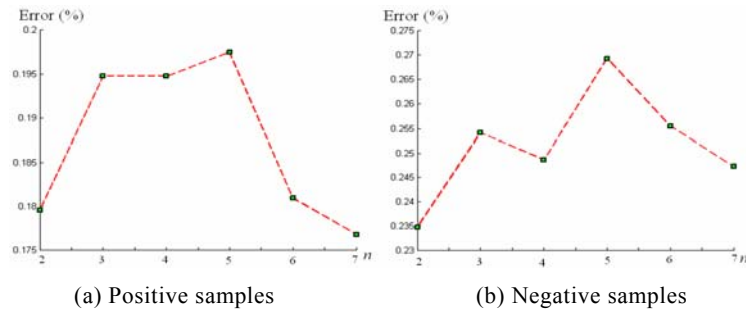 Error (%)
0.2
0.195
0.19
0.185
0.18
0.175
2 3 4 5 6 7 n
(a) Positive samples
Error (%)
0.275
0.27
0.265
0.26
0.255
0.25
0.245
0.24
0.235
0.23
2 3 4 5 6 7 n
(b) Negative samples